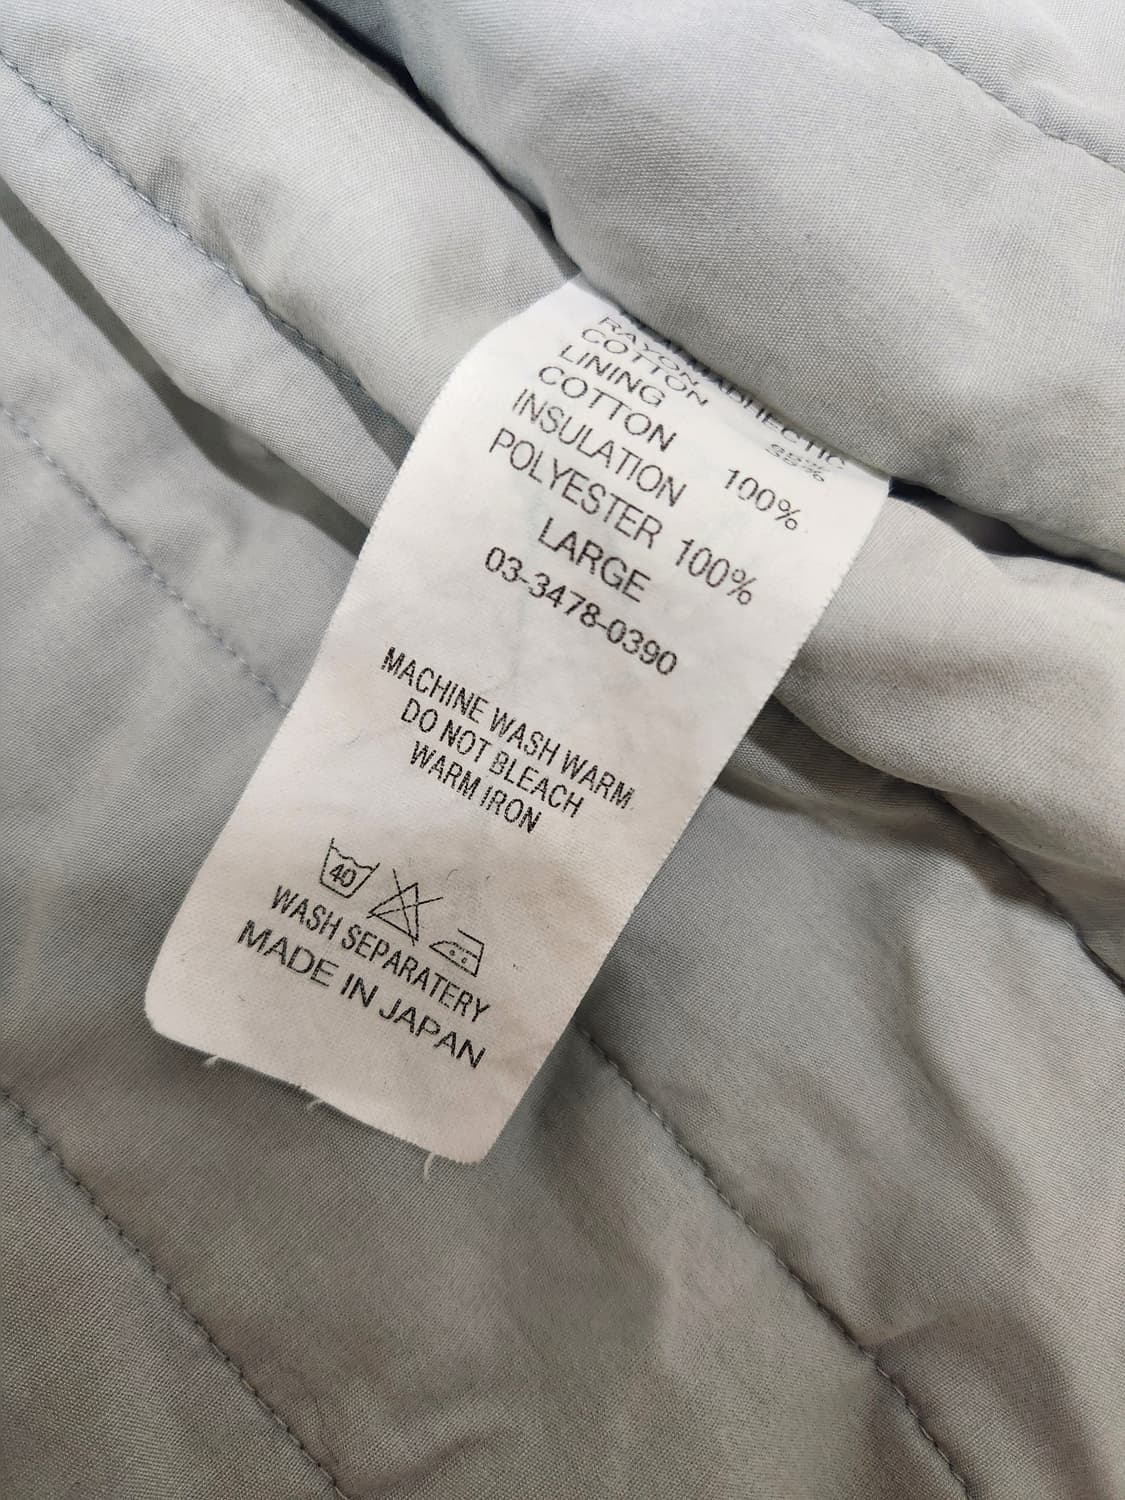 RAYON
COTTON
LINING
COTTON 100%
INSULATION
POLYESTER 100%
LARGE
03-3478-0390
MACHINE WASH WARM
DO NOT BLEACH
WARM IRON
40
WASH SEPARATERY
MADE IN JAPAN